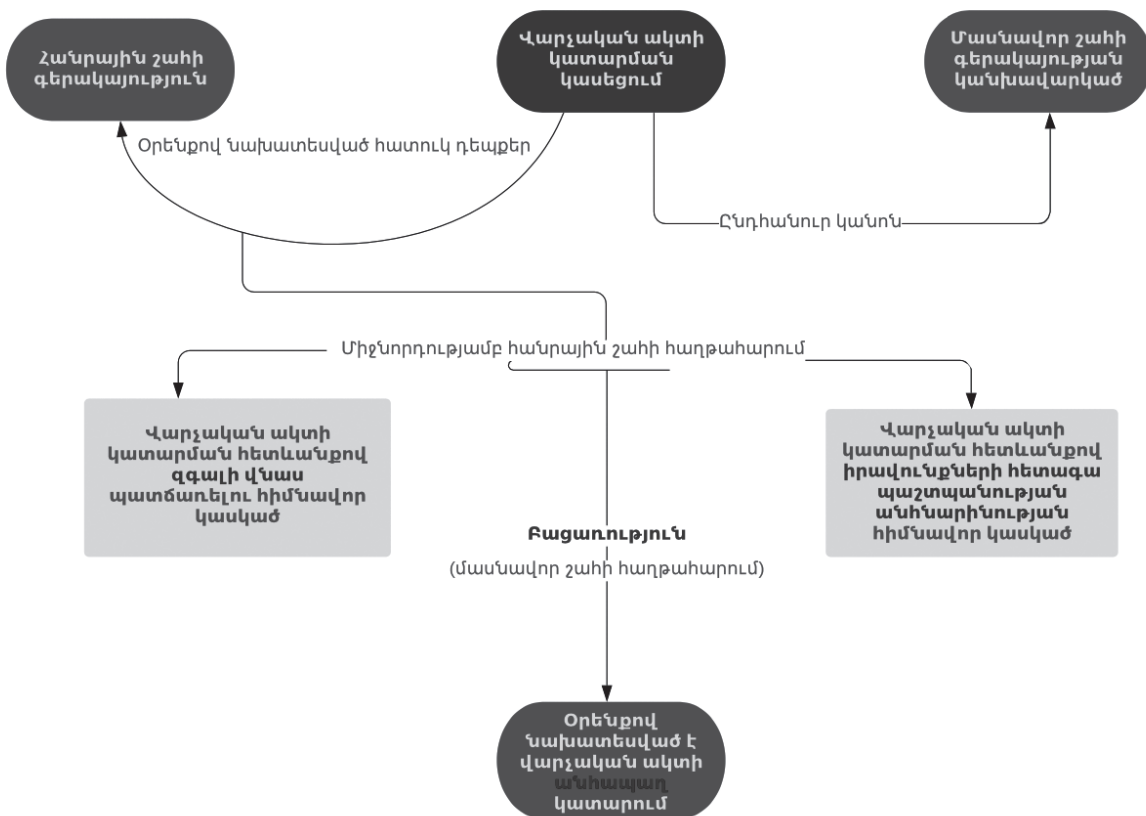 Հանրային շահի
գերակայություն
Վարչական ակտի
կատարման
կասեցում
Մասնավոր շահի
գերակայության
կանխավարկած
Օրենքով նախատեսված հատուկ դեպքեր
Ընդհանուր կանոն
Միջնորդությամբ հանրային շահի հաղթահարում
Վարչական ակտի
կատարման հետևանքով
զգալի վնաս
պատճառելու հիմնավոր
կասկած
Վարչական ակտի
կատարման հետևանքով
իրավունքների հետագա
պաշտպանության
անհնարինության
հիմնավոր կասկած
Բացառություն
(մասնավոր շահի հաղթահարում)
Օրենքով
նախատեսված է
վարչական ակտի
անհապաղ
կատարում